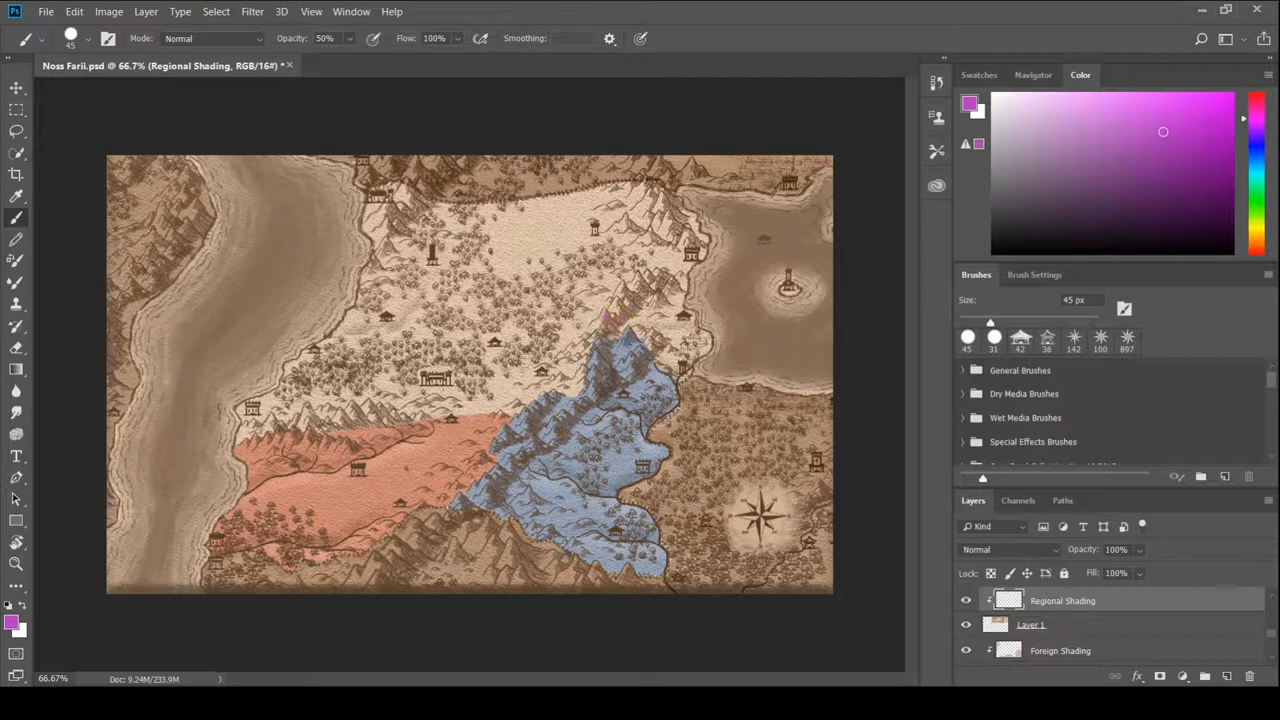 Ps File Edit Image Layer Type Select Filter 3D View Window Help
45 Mode: Normal Opacity: 50% Flow: 100% Smoothing:
Noss Farii.psd @ 66.7% (Regional Shading, RGB/16#) *
Swatches Navigator Color
Brushes Brush Settings
Size: 45 px
45 31 42 36 142 100 897
General Brushes
Dry Media Brushes
Wet Media Brushes
Special Effects Brushes
Layers Channels Paths
Kind
Normal Opacity: 100%
Lock: Fill: 100%
Regional Shading
Layer 1
Foreign Shading
66.67% Doc: 9.24M/233.9M